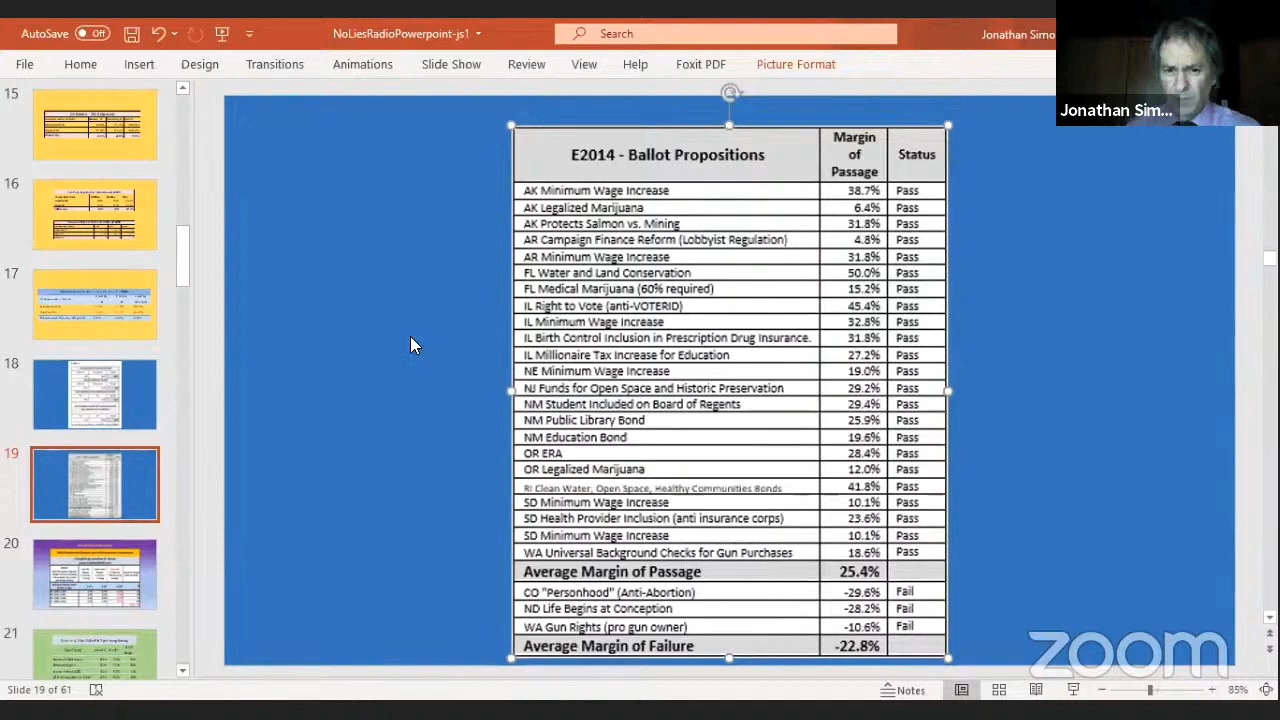 AutoSave Off NoLiesRadioPowerpoint-js1 Search Jonathan Simo
File Home Insert Design Transitions Animations Slide Show Review View Help Foxit PDF Picture Format
Jonathan Sim...
15
16
17
18
19
20
21
E2014 - Ballot Propositions Margin of Passage Status
AK Minimum Wage Increase 38.7% Pass
AK Legalized Marijuana 6.4% Pass
AK Protects Salmon vs. Mining 31.8% Pass
AR Campaign Finance Reform (Lobbyist Regulation) 4.8% Pass
AR Minimum Wage Increase 31.8% Pass
FL Water and Land Conservation 50.0% Pass
FL Medical Marijuana (60% required) 15.2% Pass
IL Right to Vote (anti-VOTERID) 45.4% Pass
IL Minimum Wage Increase 32.8% Pass
IL Birth Control Inclusion in Prescription Drug Insurance. 31.8% Pass
IL Millionaire Tax Increase for Education 27.2% Pass
NE Minimum Wage Increase 19.0% Pass
NJ Funds for Open Space and Historic Preservation 29.2% Pass
NM Student Included on Board of Regents 29.4% Pass
NM Public Library Bond 25.9% Pass
NM Education Bond 19.6% Pass
OR ERA 28.4% Pass
OR Legalized Marijuana 12.0% Pass
RI Clean Water, Open Space, Healthy Communities Bonds 41.8% Pass
SD Minimum Wage Increase 10.1% Pass
SD Health Provider Inclusion (anti insurance corps) 23.6% Pass
SD Minimum Wage Increase 10.1% Pass
WA Universal Background Checks for Gun Purchases 18.6% Pass
Average Margin of Passage 25.4%
CO "Personhood" (Anti-Abortion) -29.6% Fail
ND Life Begins at Conception -28.2% Fail
WA Gun Rights (pro gun owner) -10.6% Fail
Average Margin of Failure -22.8%
zoom
Slide 19 of 61 Notes 85%